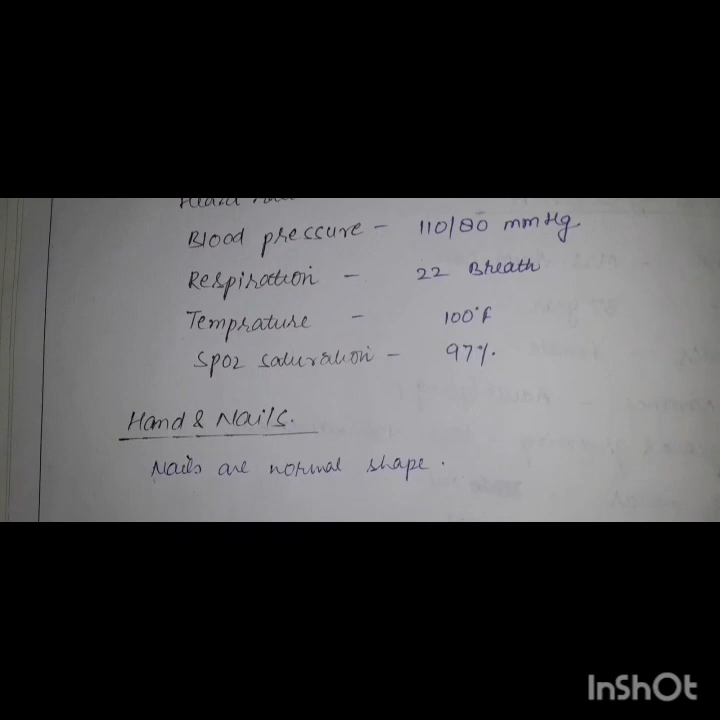 Blood pressure - 110/80 mmHg
Respiration - 22 Breath
Temprature - 100°f
SpO2 saturation - 97%.
Hand & Nails.
Nails are normal shape.
InShOt